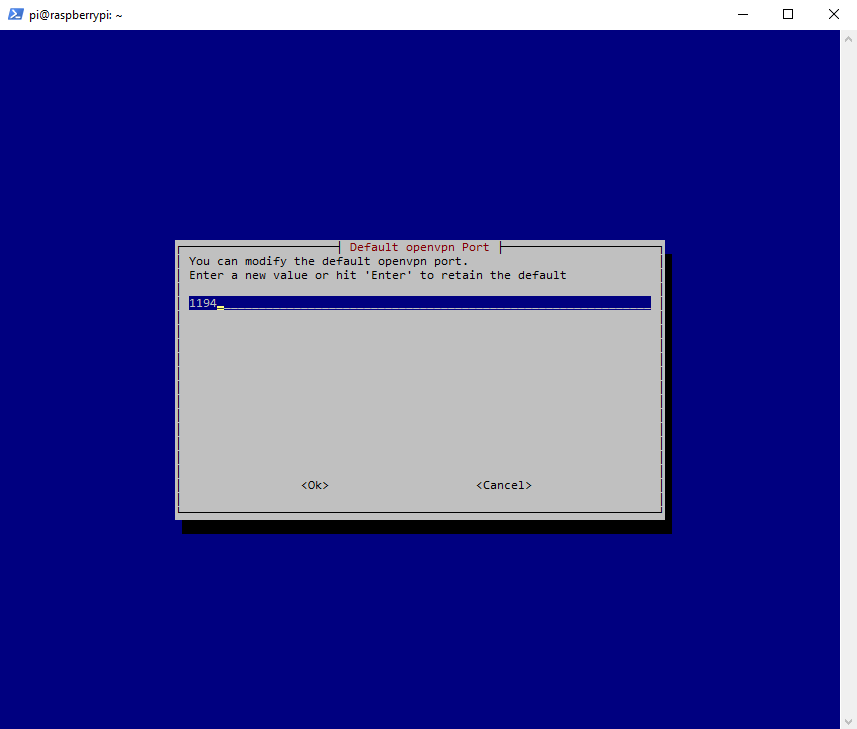 pi@raspberrypi: ~
Default openvpn Port
You can modify the default openvpn port.
Enter a new value or hit 'Enter' to retain the default
1194
<Ok> <Cancel>